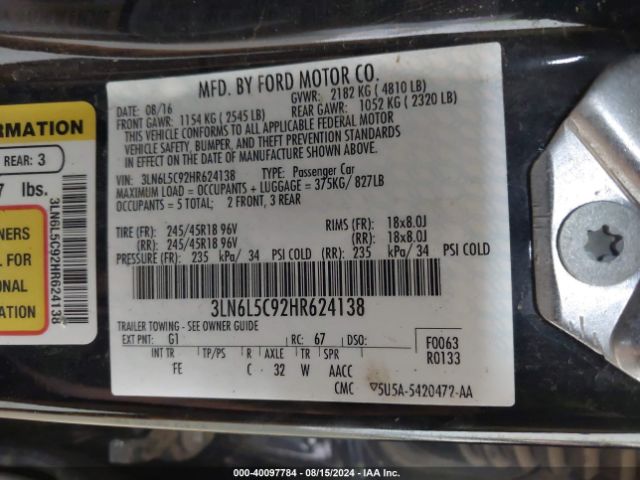 MFD. BY FORD MOTOR CO.
DATE: 08/16 GVWR: 2182 KG ( 4810 LB)
FRONT GAWR: 1154 KG ( 2545 LB) REAR GAWR: 1052 KG ( 2320 LB)
THIS VEHICLE CONFORMS TO ALL APPLICABLE FEDERAL MOTOR
VEHICLE SAFETY, BUMPER, AND THEFT PREVENTION STANDARDS
IN EFFECT ON THE DATE OF MANUFACTURE SHOWN ABOVE.
VIN: 3LN6L5C92HR624138 TYPE: Passenger Car
MAXIMUM LOAD = OCCUPANTS + LUGGAGE = 375KG/ 827LB
OCCUPANTS = 5 TOTAL; 2 FRONT, 3 REAR
TIRE (FR): 245/45R18 96V RIMS (FR): 18x8.0J
(RR): 245/45R18 96V (RR): 18x8.0J
PRESSURE (FR): 235 kPa/ 34 PSI COLD (RR): 235 kPa/ 34 PSI COLD
3LN6L5C92HR624138
TRAILER TOWING - SEE OWNER GUIDE
EXT PNT: G1 RC: 67 DSO: F0063
R0133
INT TR TP/PS R AXLE TR SPR
FE C 32 W AACC
CMC 5U5A-5420472-AA
ORMATION
REAR: 3
7 lbs.
NERS
L FOR
ONAL
ATION
3LN6L5C92HR624138
000-40097784 - 08/15/2024 - IAA Inc.